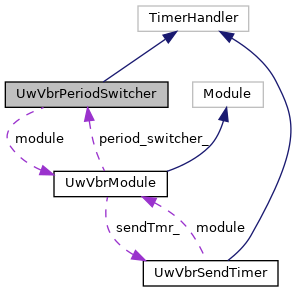 TimerHandler
UwVbrPeriodSwitcher
Module
module
period_switcher_
UwVbrModule
sendTmr_
module
UwVbrSendTimer